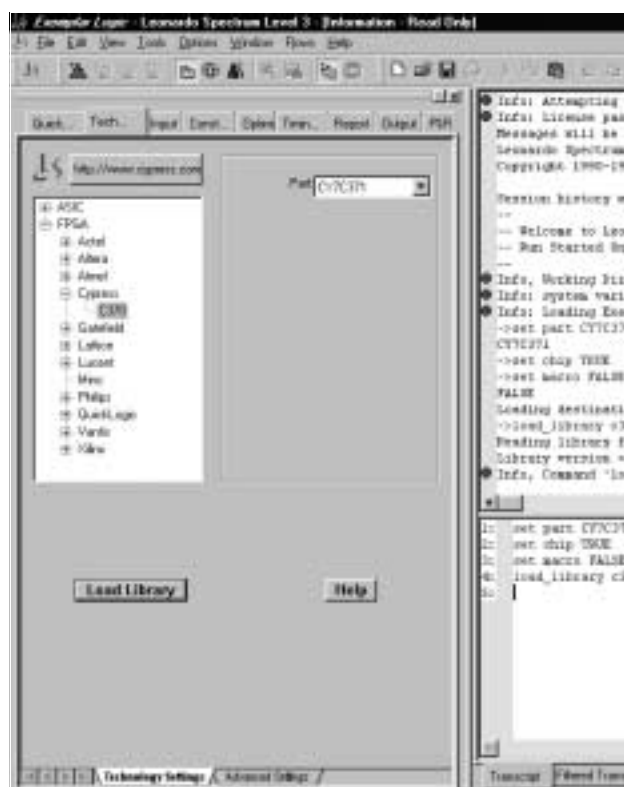 Exemplar Logic - Leonardo Spectrum Level 3 - [Information - Read Only]
File Edit View Tools Options Window Flows Help
Quick... Tech... Input Const... Optimi Timin... Report Output P&R
http://www.cypress.com
Part CY7C371
ASIC
FPGA
Actel
Altera
Atmel
Cypress
C370
Gatefield
Lattice
Lucent
Philips
QuickLogic
Vantis
Xilinx
Load Library
Help
Technology Settings
Advanced Settings
Info: Attempting
Info: License pas
Messages will be
Leonardo Spectrum
Copyright 1990-19
Session history w
--
-- Welcome to Leo
-- Run Started On
--
Info, Working Dir
Info: system vari
Info: Loading Exe
->set part CY7C37
CY7C371
->set chip TRUE
->set macro FALSE
FALSE
Loading destinati
->load_library c3
Reading library f
Library version =
Info, Command 'lo
1: set part CY7C37
2: set chip TRUE
3: set macro FALSE
4: load_library c3
5:
Transcript
Filtered Trans